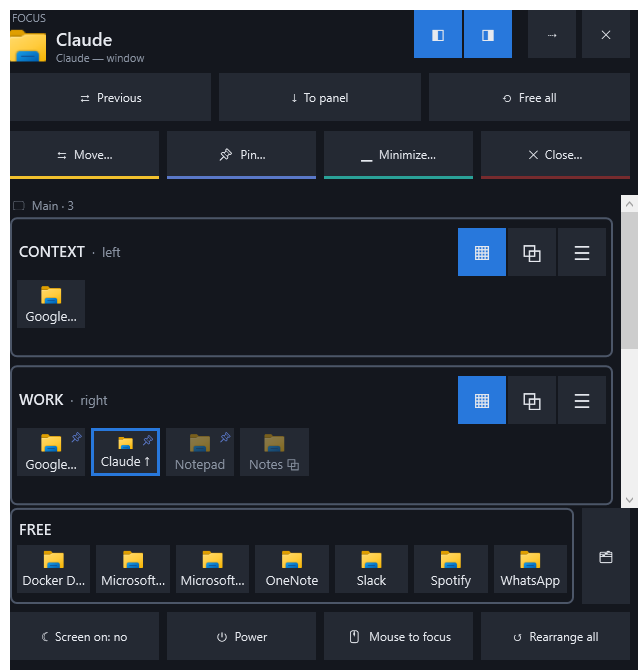 FOCUS
Claude
Claude — window
Previous
To panel
Free all
Move...
Pin...
Minimize...
Close...
Main · 3
CONTEXT · left
Google...
WORK · right
Google...
Claude ↑
Notepad
Notes
FREE
Docker D...
Microsoft...
Microsoft...
OneNote
Slack
Spotify
WhatsApp
Screen on: no
Power
Mouse to focus
Rearrange all